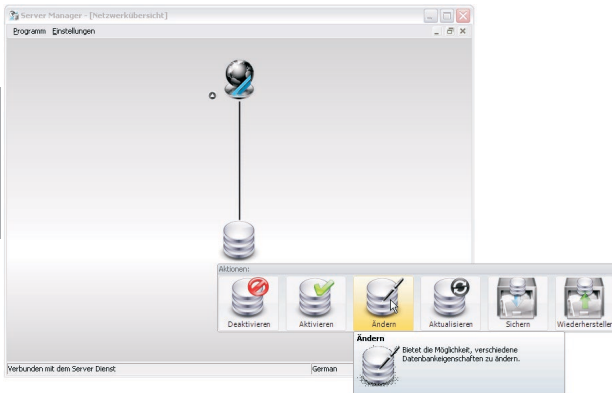 Server Manager - [Netzwerkübersicht]
Programm Einstellungen
Aktionen:
Deaktivieren Aktivieren Ändern Aktualisieren Sichern Wiederherstellen
Ändern
Bietet die Möglichkeit, verschiedene
Datenbankeigenschaften zu ändern.
Verbunden mit dem Server Dienst German